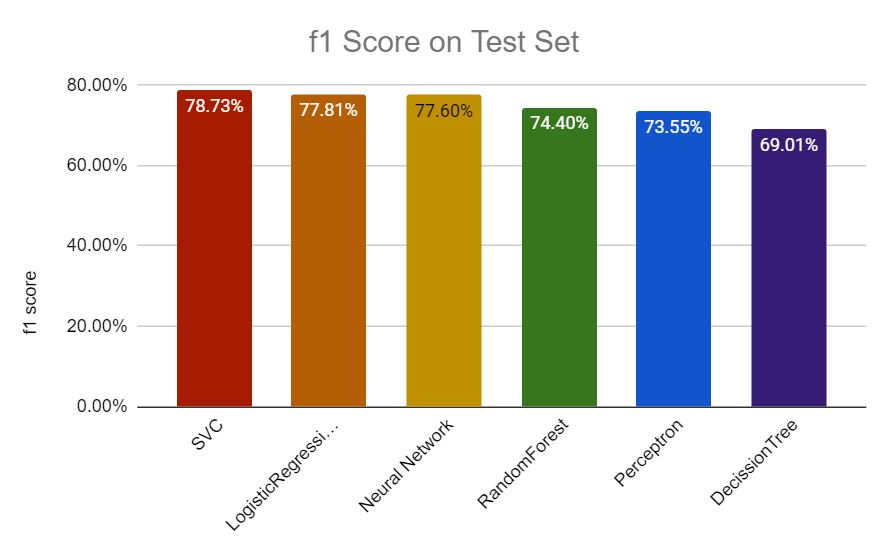 f1 Score on Test Set
80.00%
60.00%
40.00%
20.00%
0.00%
f1 score
78.73%
77.81%
77.60%
74.40%
73.55%
69.01%
SVC
LogisticRegressi...
Neural Network
RandomForest
Perceptron
DecissionTree